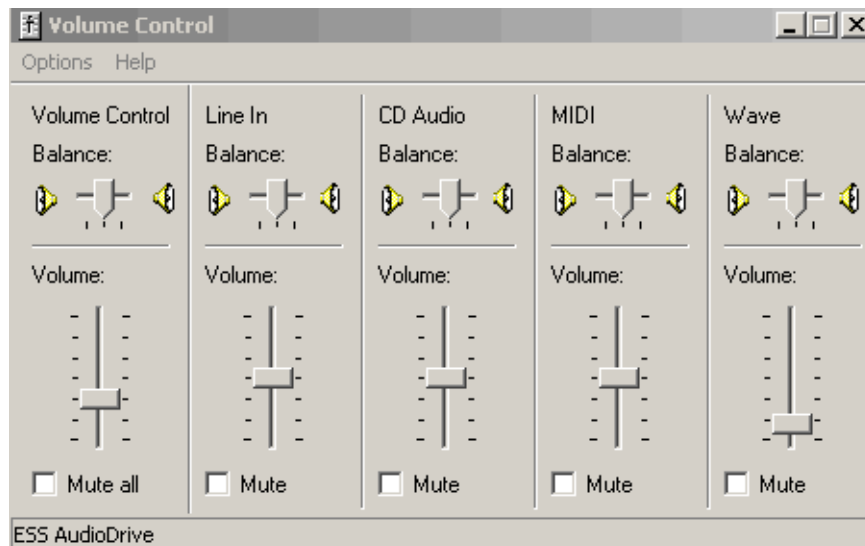 Volume Control
Options Help
Volume Control
Balance:
Volume:
Mute all
Line In
Balance:
Volume:
Mute
CD Audio
Balance:
Volume:
Mute
MIDI
Balance:
Volume:
Mute
Wave
Balance:
Volume:
Mute
ESS AudioDrive